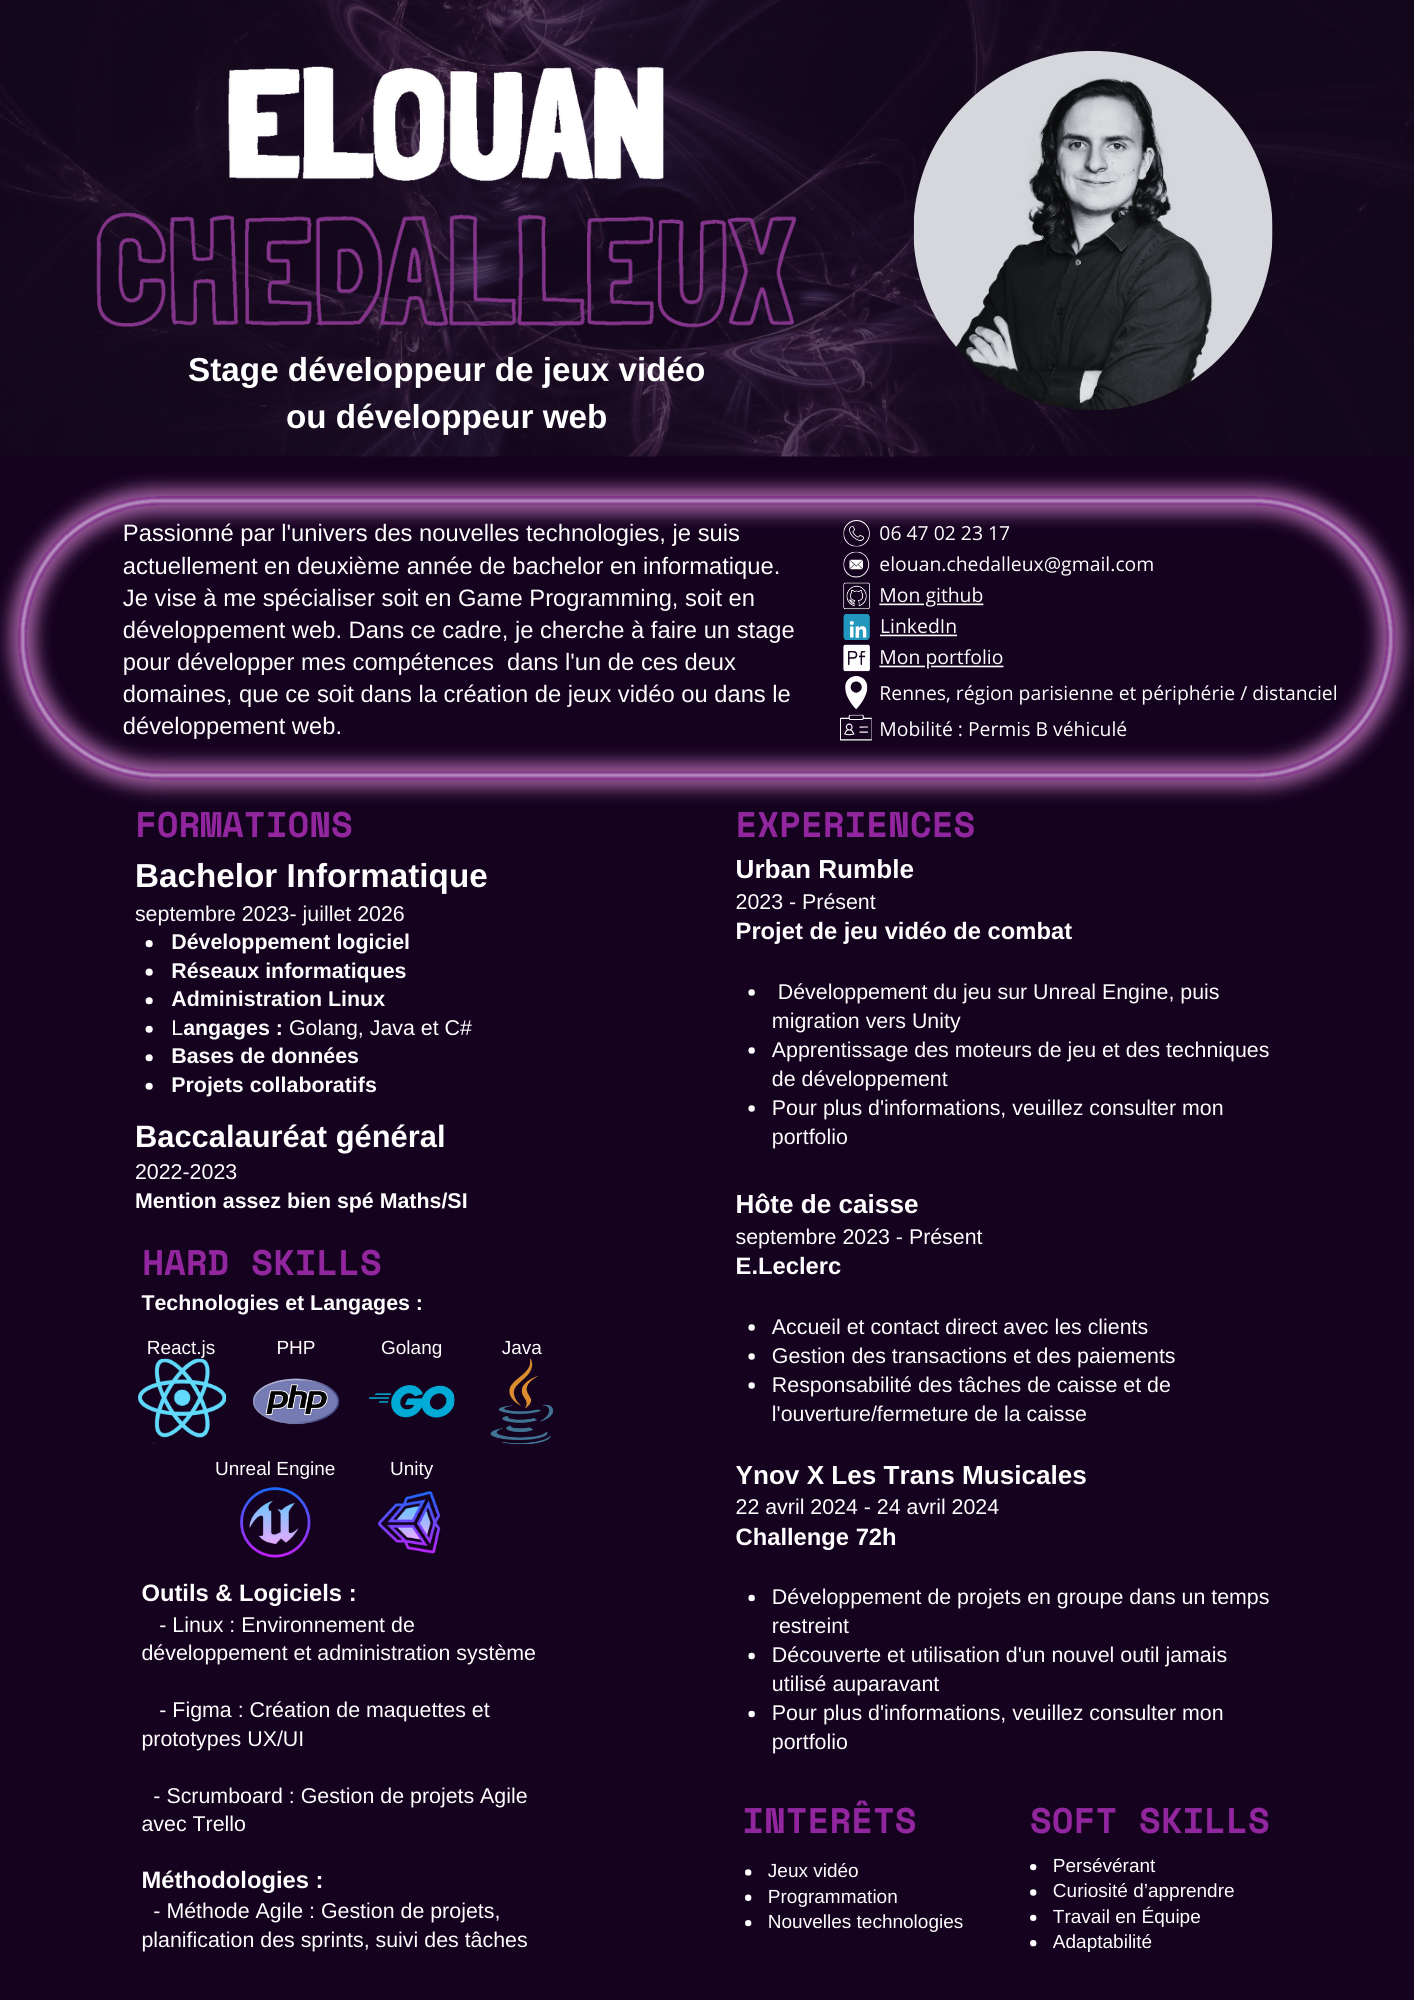 ELOUAN
CHEDALLEUX
Stage développeur de jeux vidéo
ou développeur web
Passionné par l'univers des nouvelles technologies, je suis
actuellement en deuxième année de bachelor en informatique.
Je vise à me spécialiser soit en Game Programming, soit en
développement web. Dans ce cadre, je cherche à faire un stage
pour développer mes compétences  dans l'un de ces deux
domaines, que ce soit dans la création de jeux vidéo ou dans le
développement web.
06 47 02 23 17
elouan.chedalleux@gmail.com
Mon github
in LinkedIn
Pf Mon portfolio
Rennes, région parisienne et périphérie / distanciel
Mobilité : Permis B véhiculé
FORMATIONS
Bachelor Informatique
septembre 2023- juillet 2026
• Développement logiciel
• Réseaux informatiques
• Administration Linux
• Langages : Golang, Java et C#
• Bases de données
• Projets collaboratifs
Baccalauréat général
2022-2023
Mention assez bien spé Maths/SI
HARD SKILLS
Technologies et Langages :
React.js PHP Golang Java
php GO
Unreal Engine Unity
Outils & Logiciels :
- Linux : Environnement de
développement et administration système
- Figma : Création de maquettes et
prototypes UX/UI
- Scrumboard : Gestion de projets Agile
avec Trello
Méthodologies :
- Méthode Agile : Gestion de projets,
planification des sprints, suivi des tâches
EXPERIENCES
Urban Rumble
2023 - Présent
Projet de jeu vidéo de combat
• Développement du jeu sur Unreal Engine, puis
migration vers Unity
• Apprentissage des moteurs de jeu et des techniques
de développement
• Pour plus d'informations, veuillez consulter mon
portfolio
Hôte de caisse
septembre 2023 - Présent
E.Leclerc
• Accueil et contact direct avec les clients
• Gestion des transactions et des paiements
• Responsabilité des tâches de caisse et de
l'ouverture/fermeture de la caisse
Ynov X Les Trans Musicales
22 avril 2024 - 24 avril 2024
Challenge 72h
• Développement de projets en groupe dans un temps
restreint
• Découverte et utilisation d'un nouvel outil jamais
utilisé auparavant
• Pour plus d'informations, veuillez consulter mon
portfolio
INTERÊTS
• Jeux vidéo
• Programmation
• Nouvelles technologies
SOFT SKILLS
• Persévérant
• Curiosité d’apprendre
• Travail en Équipe
• Adaptabilité